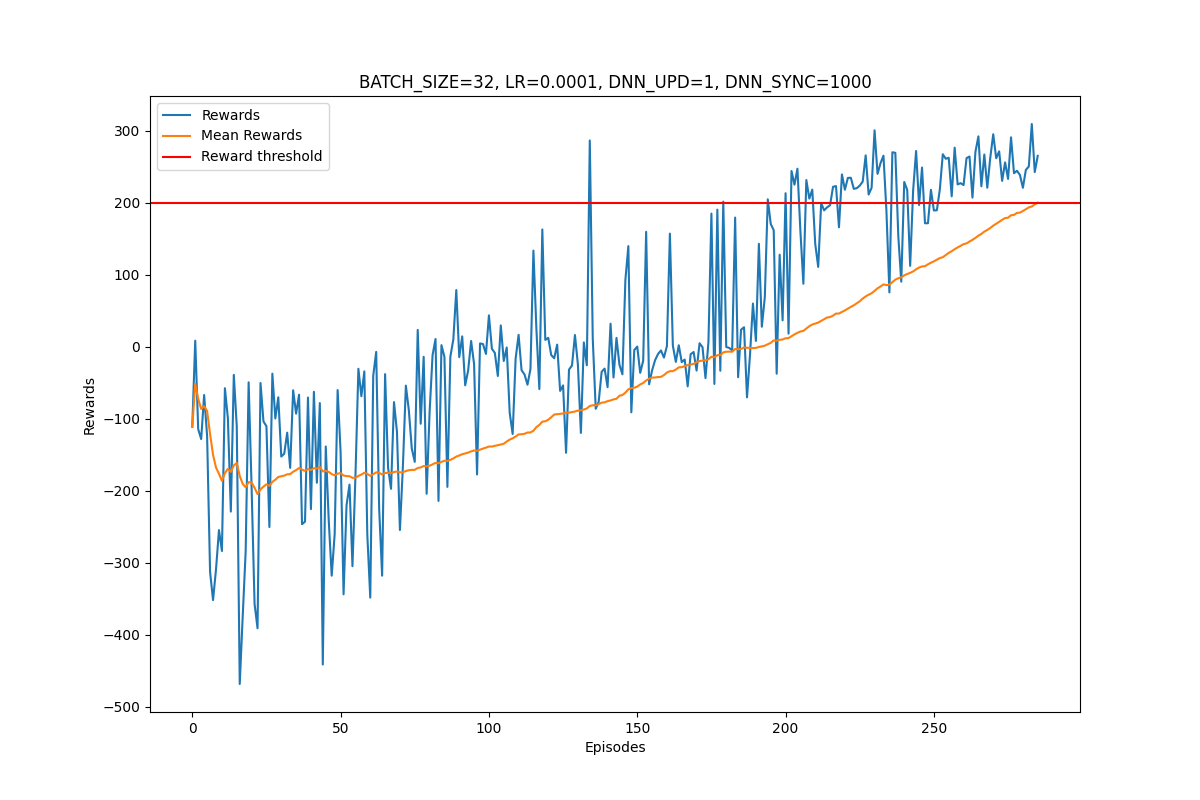 BATCH_SIZE=32, LR=0.0001, DNN_UPD=1, DNN_SYNC=1000
Rewards
Mean Rewards
Reward threshold
300
200
100
0
−100
−200
−300
−400
−500
Rewards
0 50 100 150 200 250
Episodes